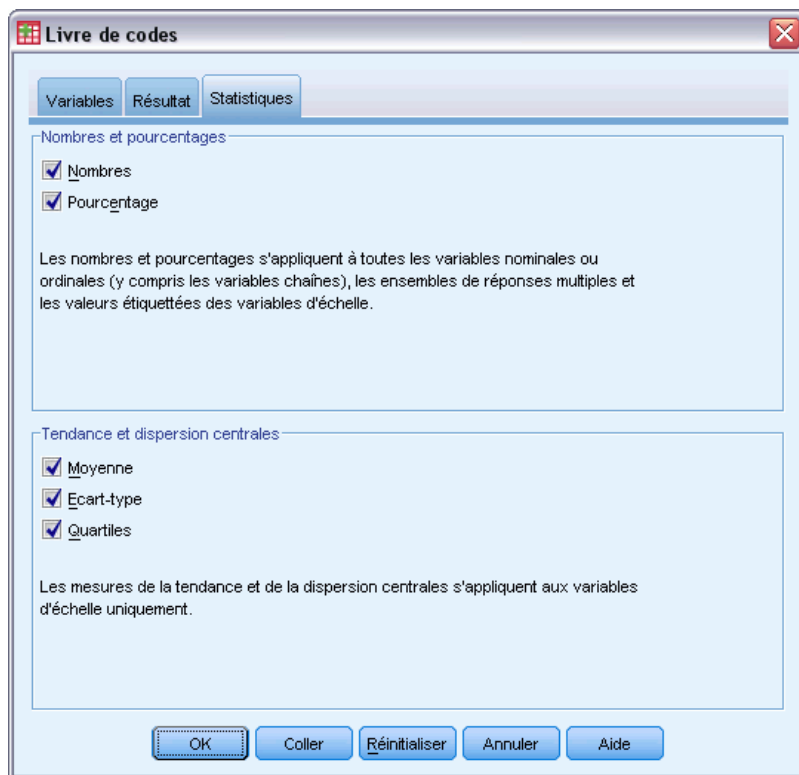 Livre de codes
Variables Résultat Statistiques
Nombres et pourcentages
Nombres
Pourcentage
Les nombres et pourcentages s'appliquent à toutes les variables nominales ou
ordinales (y compris les variables chaînes), les ensembles de réponses multiples et
les valeurs étiquettées des variables d'échelle.
Tendance et dispersion centrales
Moyenne
Ecart-type
Quartiles
Les mesures de la tendance et de la dispersion centrales s'appliquent aux variables
d'échelle uniquement.
OK Coller Réinitialiser Annuler Aide